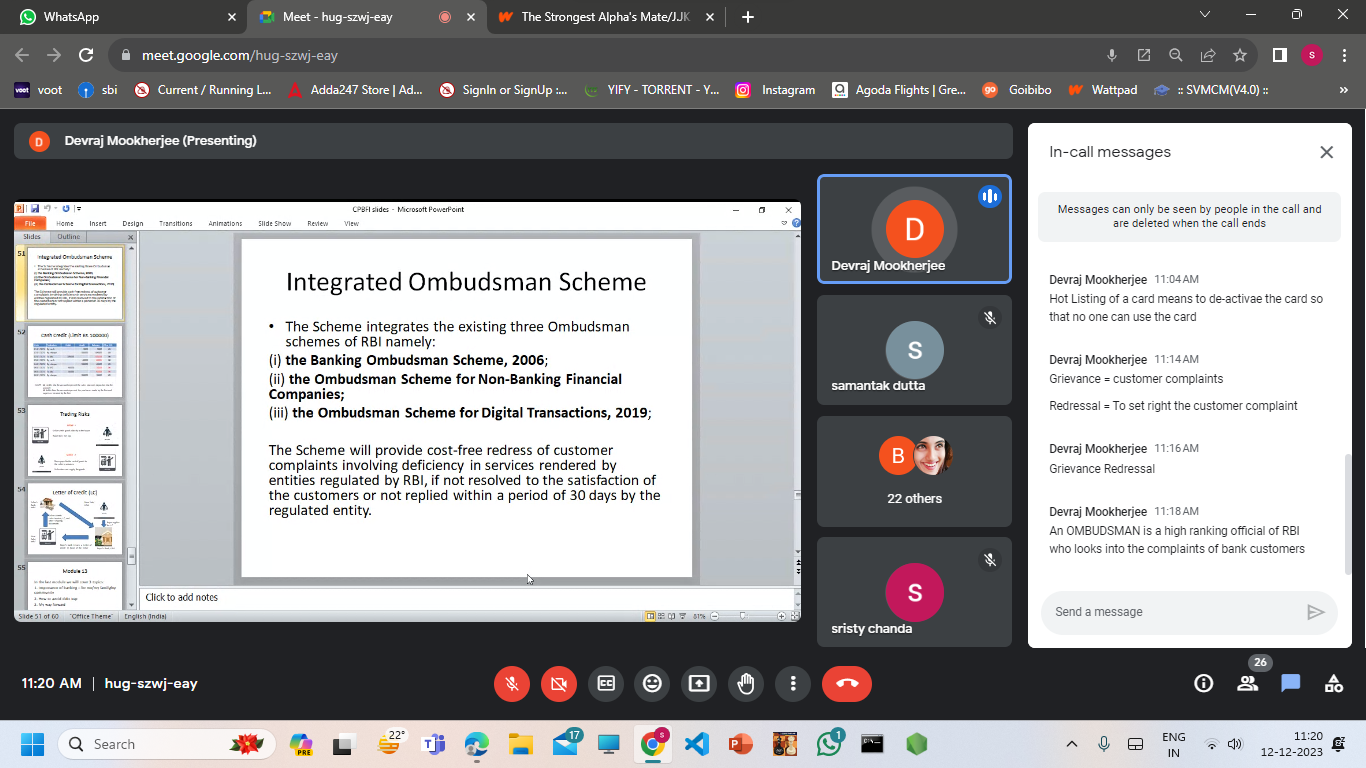 WhatsApp
Meet - hug-szwj-eay
The Strongest Alpha's Mate/JJK
meet.google.com/hug-szwj-eay
S
voot voot
sbi
Current / Running L...
Adda247 Store | Ad...
SignIn or SignUp :...
YIFY - TORRENT - Y...
Instagram
Agoda Flights | Gre...
go Goibibo
Wattpad
:: SVMCM(V4.0) ::
»
D Devraj Mookherjee (Presenting)
CPBFI slides - Microsoft PowerPoint
File Home Insert Design Transitions Animations Slide Show Review View
Slides Outline
51
Integrated Ombudsman Scheme
52
Cash Credit (Limit Rs 100000)
53
Trading Risks
54
Letter of Credit (LC)
55
Module 13
Integrated Ombudsman Scheme
• The Scheme integrates the existing three Ombudsman
schemes of RBI namely:
(i) the Banking Ombudsman Scheme, 2006;
(ii) the Ombudsman Scheme for Non-Banking Financial
Companies;
(iii) the Ombudsman Scheme for Digital Transactions, 2019;
The Scheme will provide cost-free redress of customer
complaints involving deficiency in services rendered by
entities regulated by RBI, if not resolved to the satisfaction of
the customers or not replied within a period of 30 days by the
regulated entity.
Click to add notes
Slide 51 of 60 "Office Theme" English (India) 81%
D
Devraj Mookherjee
S
samantak dutta
B
22 others
S
sristy chanda
In-call messages
Messages can only be seen by people in the call and
are deleted when the call ends
Devraj Mookherjee 11:04 AM
Hot Listing of a card means to de-activae the card so
that no one can use the card
Devraj Mookherjee 11:14 AM
Grievance = customer complaints
Redressal = To set right the customer complaint
Devraj Mookherjee 11:16 AM
Grievance Redressal
Devraj Mookherjee 11:18 AM
An OMBUDSMAN is a high ranking official of RBI
who looks into the complaints of bank customers
Send a message
11:20 AM | hug-szwj-eay
26
Search
PRE
22°
17
S
1
ENG
IN
11:20
12-12-2023